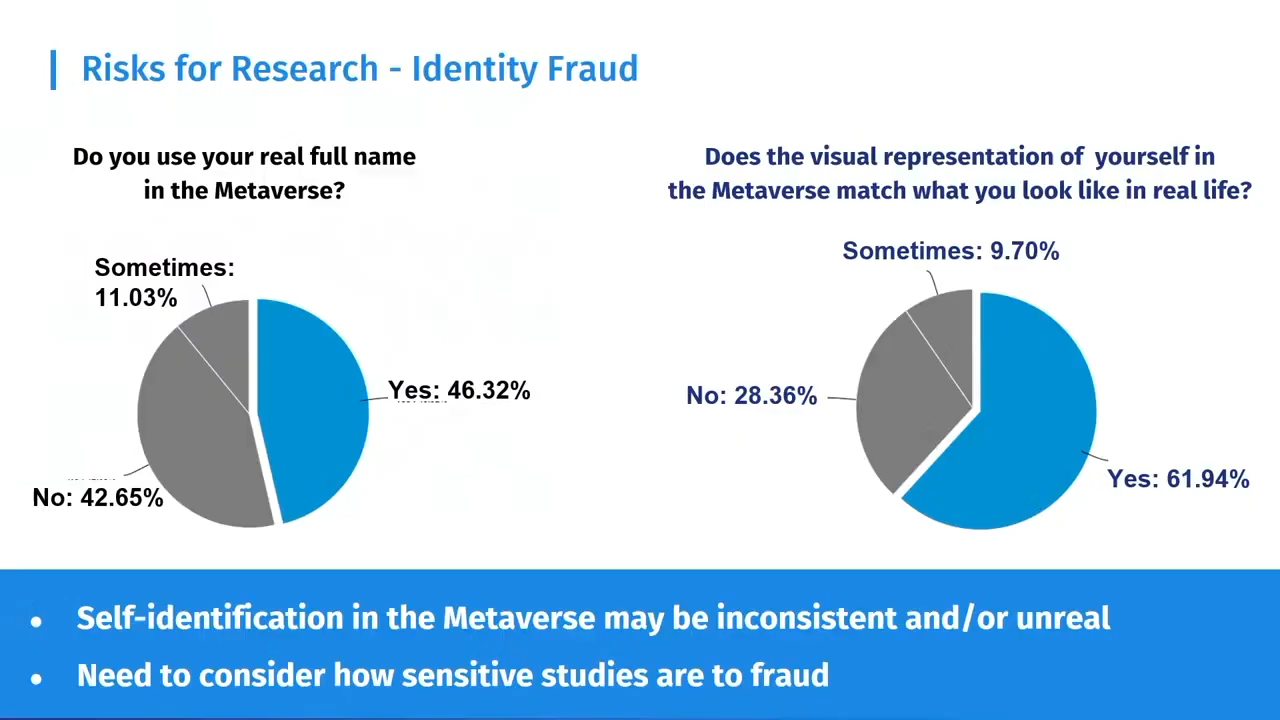 Risks for Research - Identity Fraud
Do you use your real full name
in the Metaverse?
Sometimes:
11.03%
Yes: 46.32%
No: 42.65%
Does the visual representation of yourself in
the Metaverse match what you look like in real life?
Sometimes: 9.70%
No: 28.36%
Yes: 61.94%
• Self-identification in the Metaverse may be inconsistent and/or unreal
• Need to consider how sensitive studies are to fraud